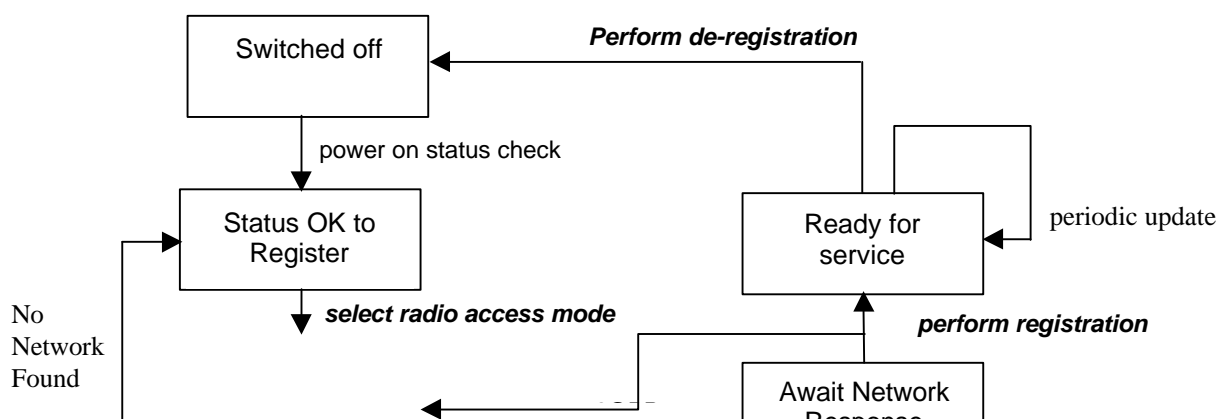 Switched off
Perform de-registration
power on status check
Status OK to
Register
Ready for
service
periodic update
No
Network
Found
select radio access mode
perform registration
Await Network
Response